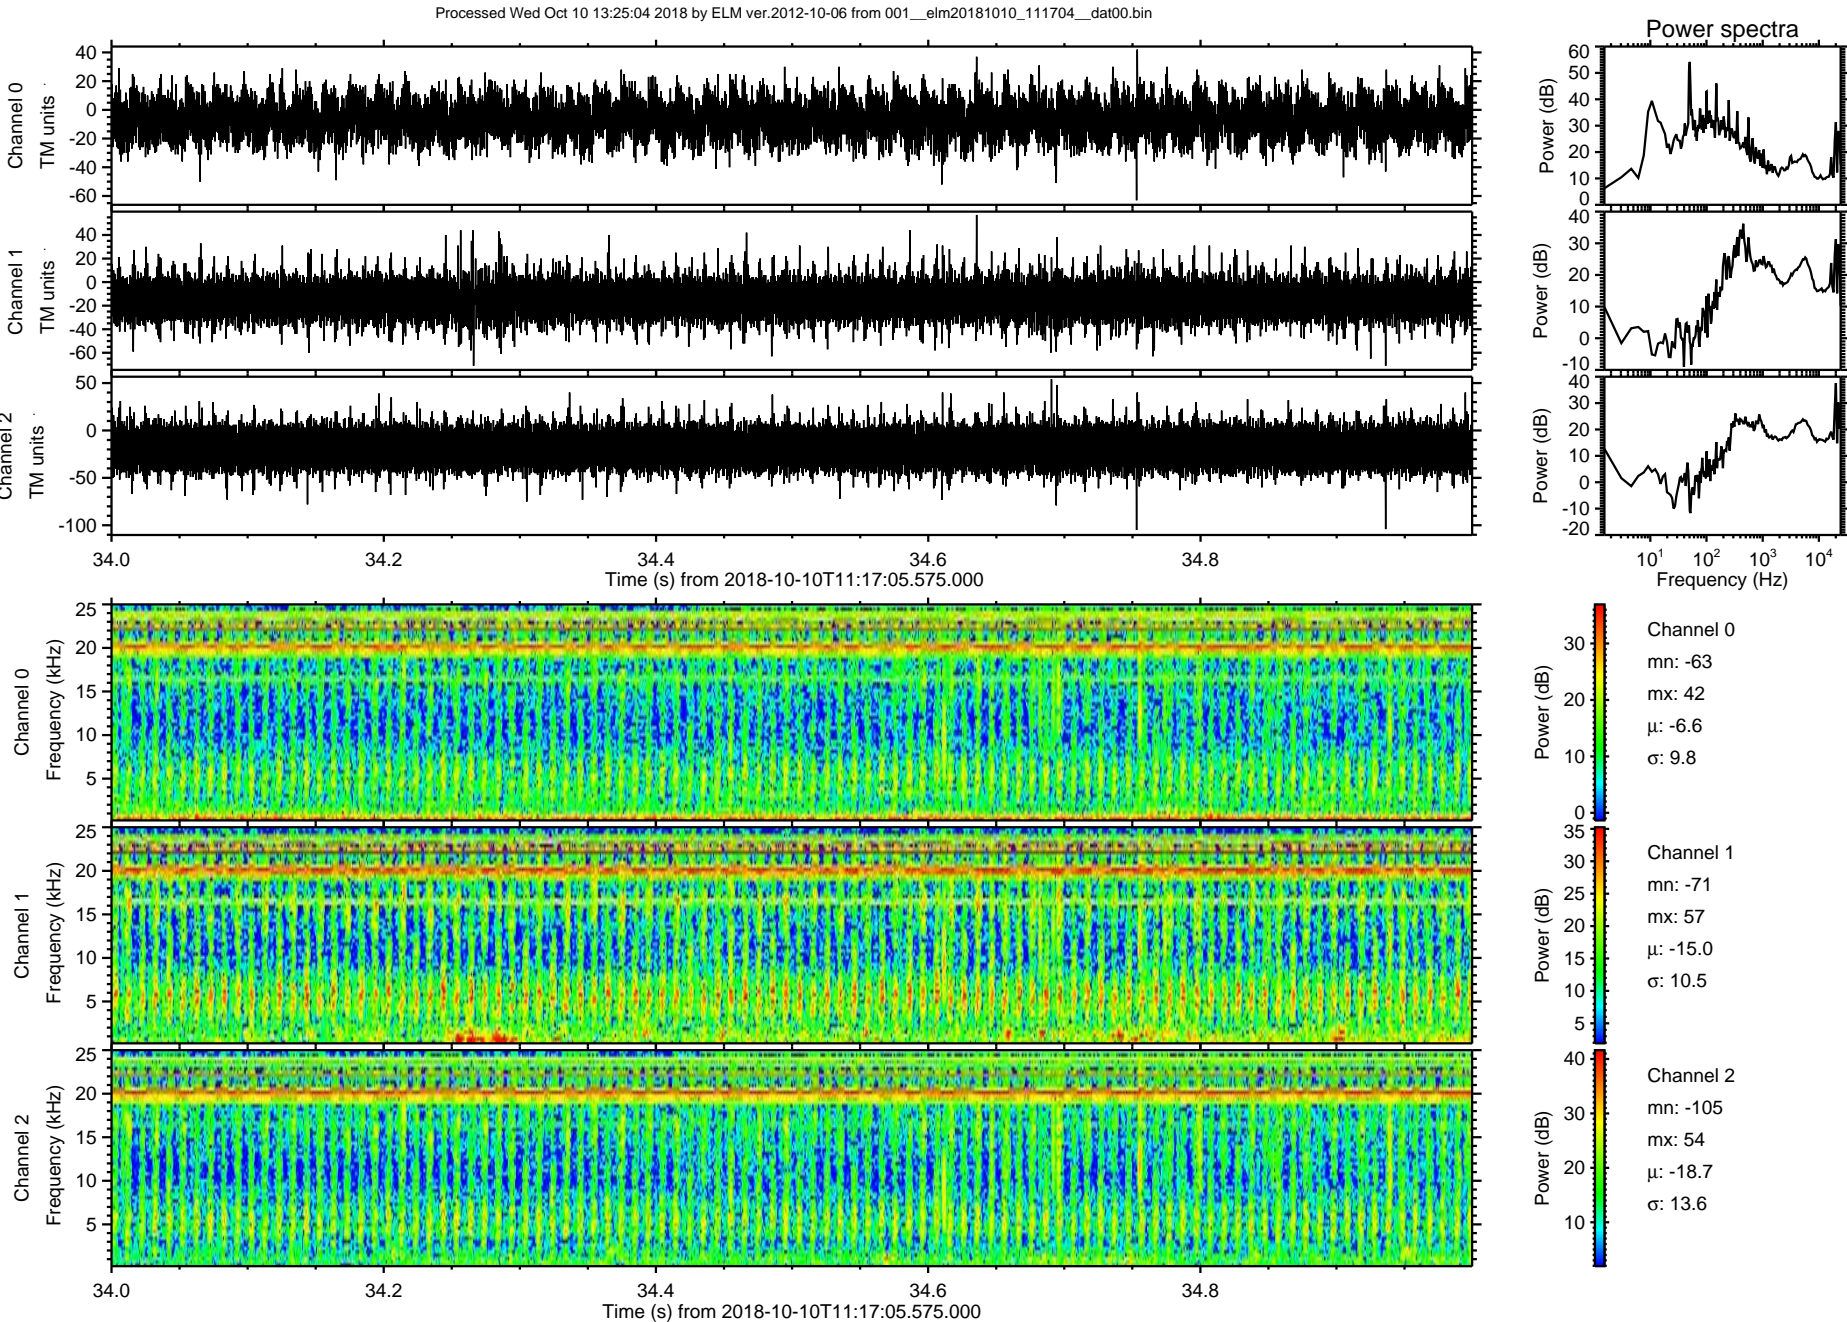 Processed Wed Oct 10 13:25:04 2018 by ELM ver.2012-10-06 from 001__elm20181010_111704__dat00.bin
Power spectra
Channel 0
TM units
40
20
0
-20
-40
-60
Power (dB)
60
50
40
30
20
10
0
Channel 1
TM units
40
20
0
-20
-40
-60
Power (dB)
40
30
20
10
0
-10
Channel 2
TM units
50
0
-50
-100
Power (dB)
40
30
20
10
0
-10
-20
34.0 34.2 34.4 34.6 34.8
Time (s) from 2018-10-10T11:17:05.575.000
10¹ 10² 10³ 10⁴
Frequency (Hz)
Channel 0
Frequency (kHz)
25
20
15
10
5
Power (dB)
30
20
10
0
Channel 0
mn: -63
mx: 42
μ: -6.6
σ: 9.8
Channel 1
Frequency (kHz)
25
20
15
10
5
Power (dB)
35
30
25
20
15
10
5
Channel 1
mn: -71
mx: 57
μ: -15.0
σ: 10.5
Channel 2
Frequency (kHz)
25
20
15
10
5
Power (dB)
40
30
20
10
Channel 2
mn: -105
mx: 54
μ: -18.7
σ: 13.6
34.0 34.2 34.4 34.6 34.8
Time (s) from 2018-10-10T11:17:05.575.000